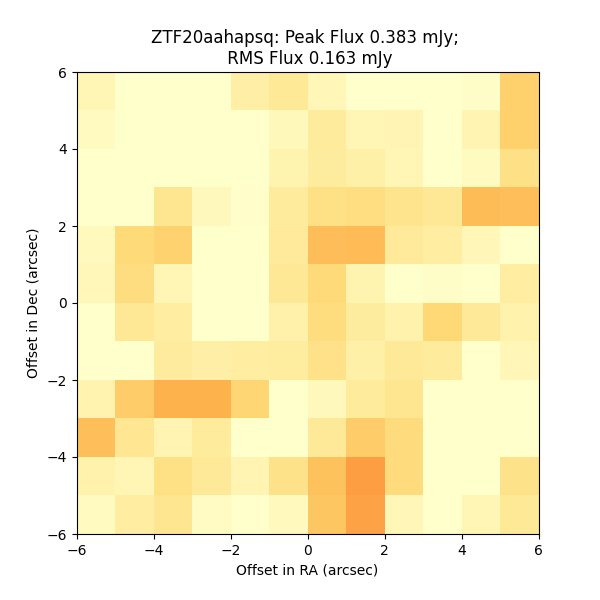 ZTF20aahapsq: Peak Flux 0.383 mJy;
RMS Flux 0.163 mJy
6
4
2
0
−2
−4
−6
Offset in Dec (arcsec)
−6 −4 −2 0 2 4 6
Offset in RA (arcsec)